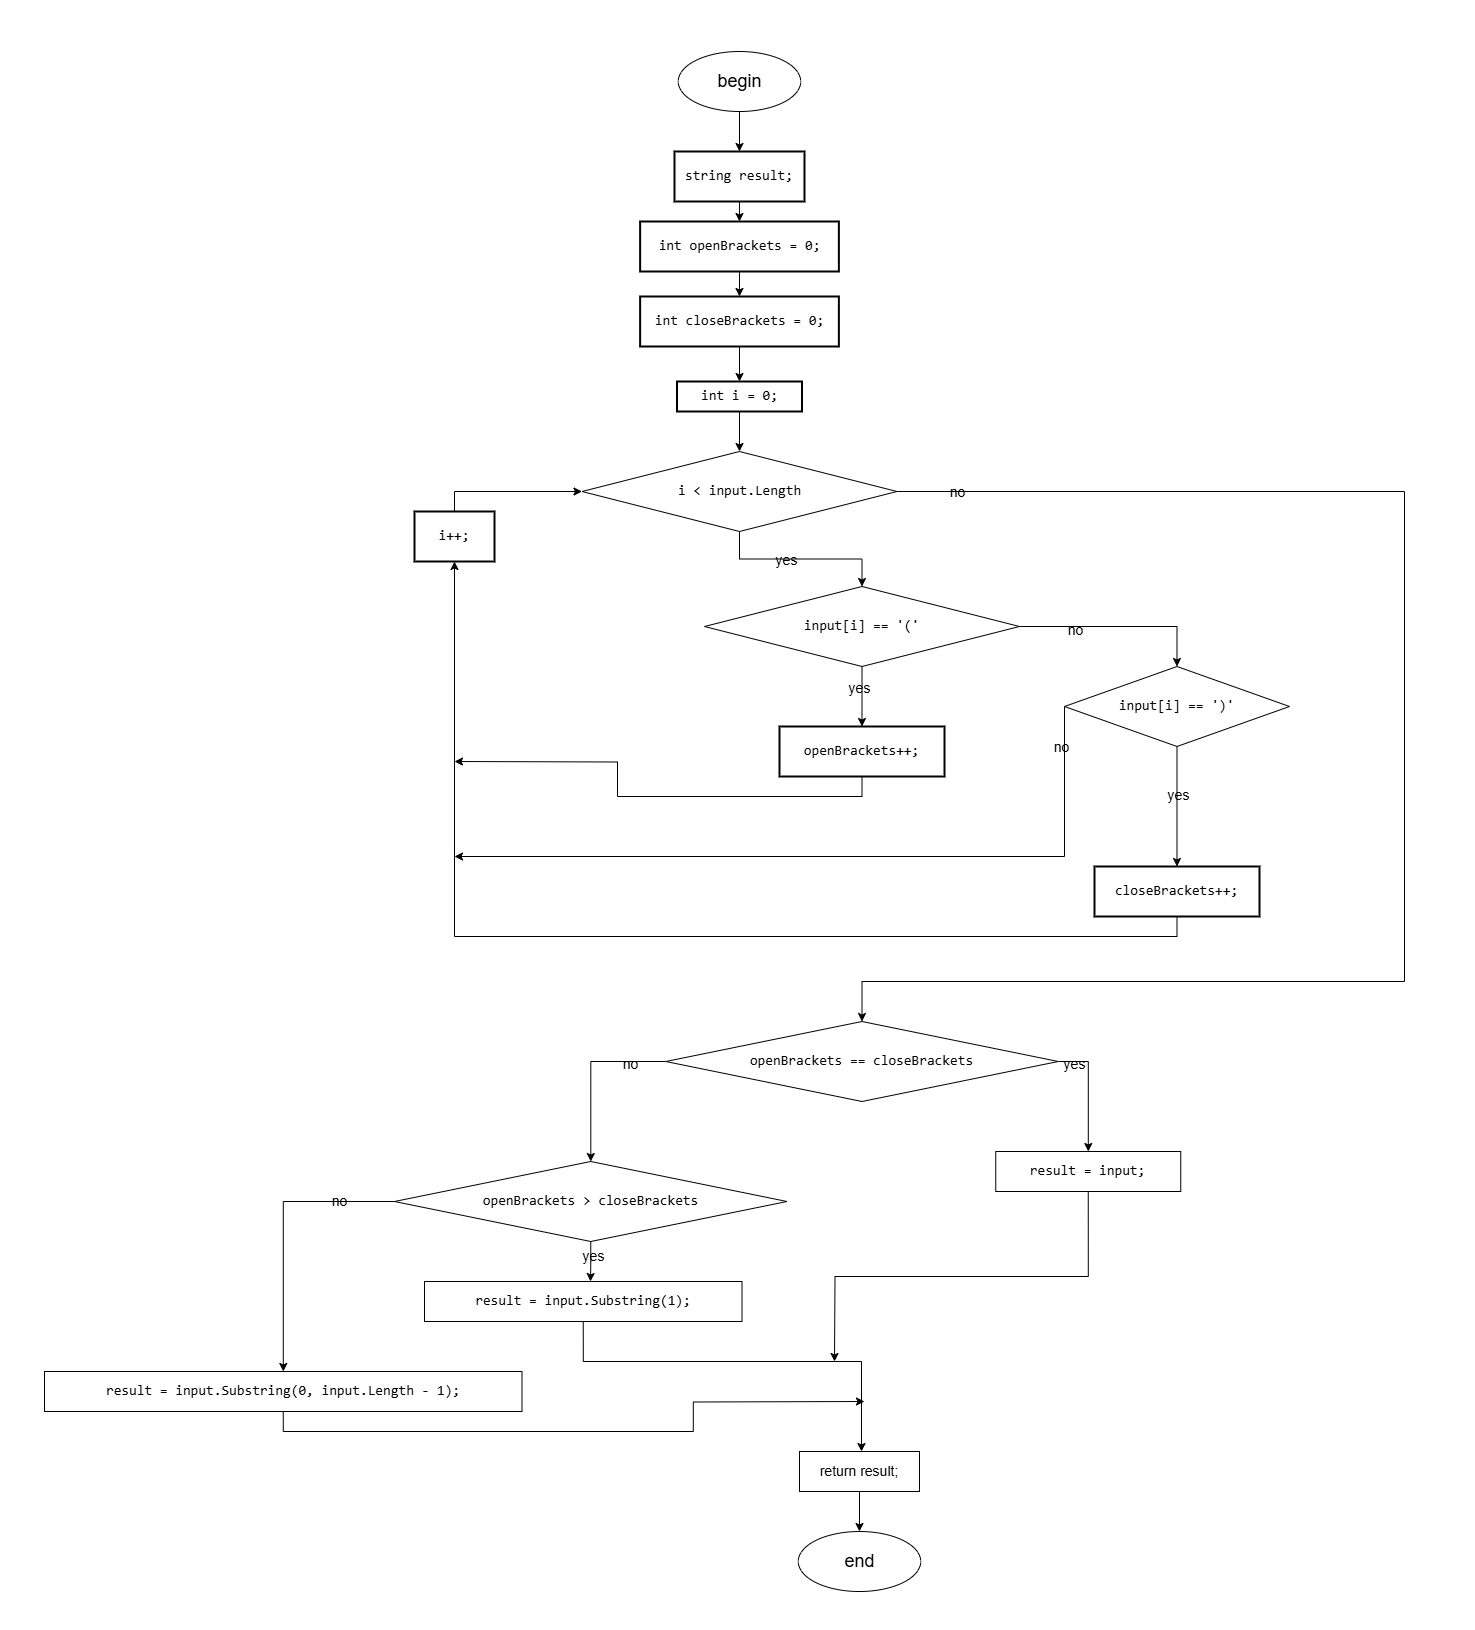 begin
string result;
int openBrackets = 0;
int closeBrackets = 0;
int i = 0;
i < input.Length
no
i++;
yes
input[i] == '('
no
yes
input[i] == ')'
no
openBrackets++;
yes
closeBrackets++;
openBrackets == closeBrackets
no
yes
result = input;
openBrackets > closeBrackets
no
yes
result = input.Substring(1);
result = input.Substring(0, input.Length - 1);
return result;
end